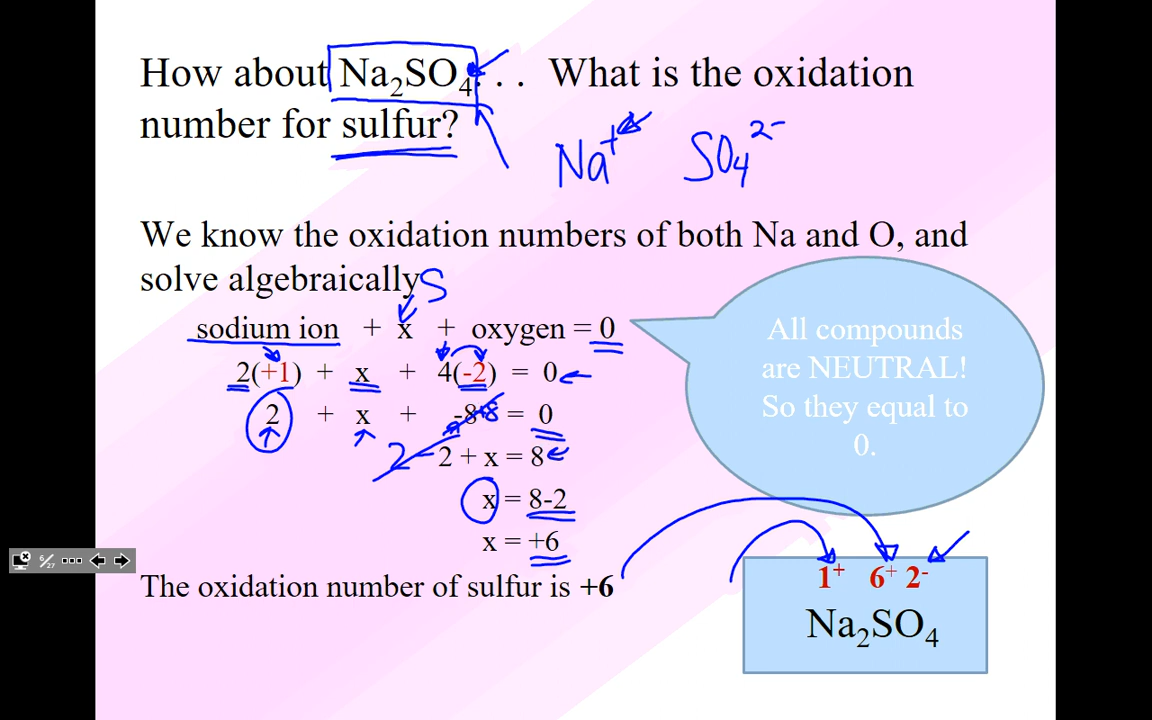 How about Na₂SO₄. . . What is the oxidation
number for sulfur?
Na⁺ SO₄²⁻
We know the oxidation numbers of both Na and O, and
solve algebraically
S
sodium ion + x + oxygen = 0
2(+1) + x + 4(-2) = 0
2 + x + -8 = 0
2 + x = 8
x = 8-2
x = +6
The oxidation number of sulfur is +6
All compounds
are NEUTRAL!
So they equal to
0.
1⁺ 6⁺ 2⁻
Na₂SO₄
6/27